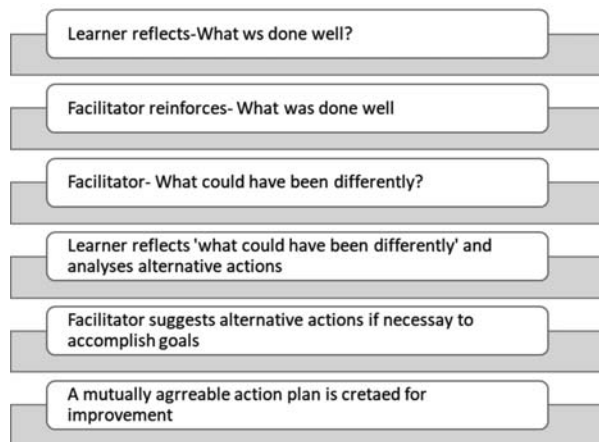 Learner reflects-What ws done well?
Facilitator reinforces- What was done well
Facilitator- What could have been differently?
Learner reflects 'what could have been differently' and
analyses alternative actions
Facilitator suggests alternative actions if necessay to
accomplish goals
A mutually agrreable action plan is cretaed for
improvement